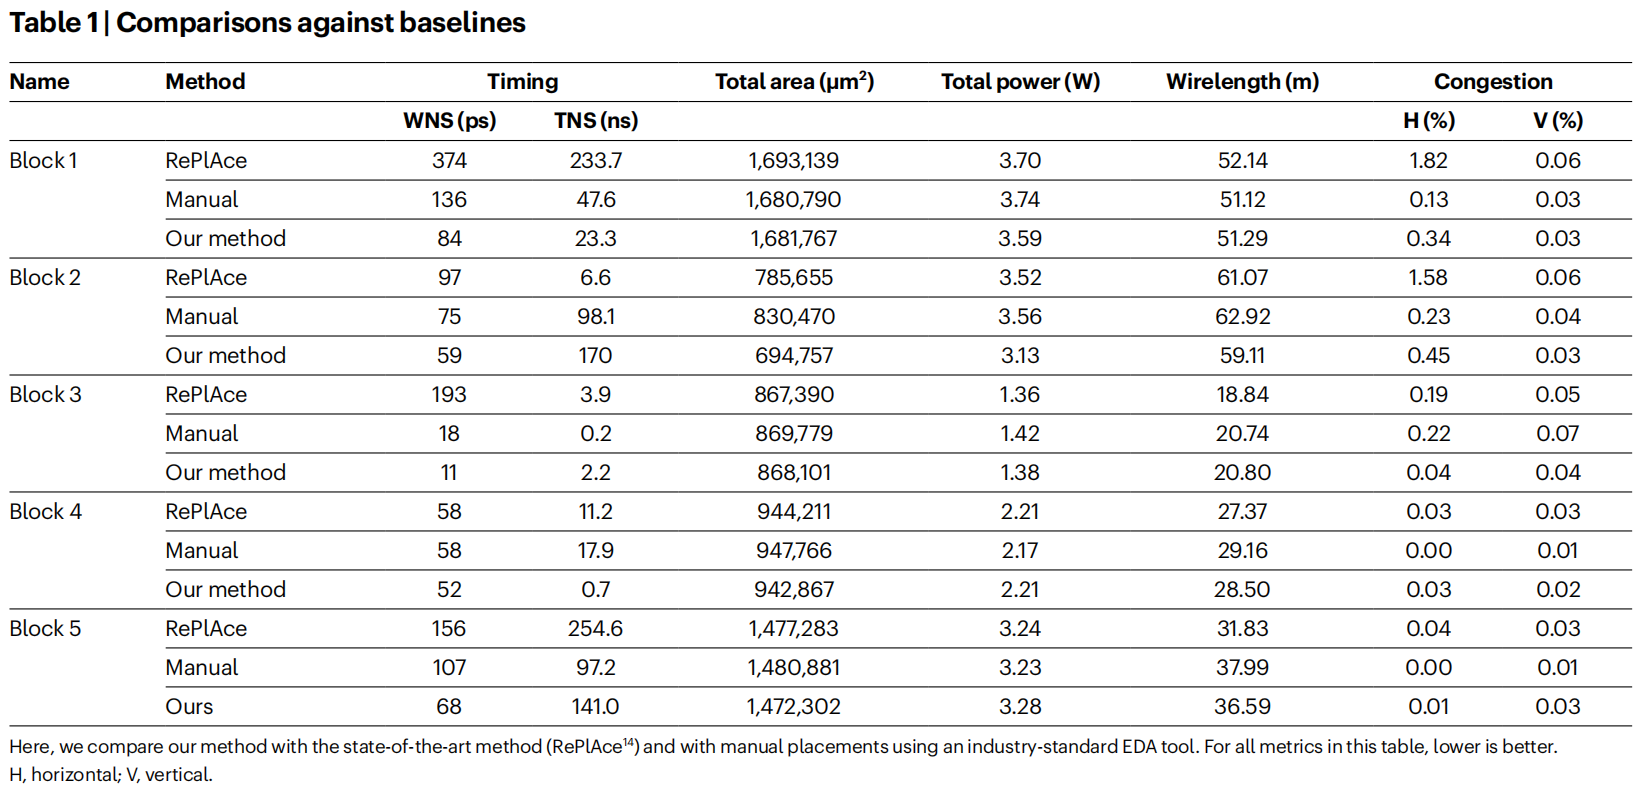 Table 1 | Comparisons against baselines
Name Method Timing Total area (µm²) Total power (W) Wirelength (m) Congestion
WNS (ps) TNS (ns) H (%) V (%)
Block 1 RePlAce 374 233.7 1,693,139 3.70 52.14 1.82 0.06
Manual 136 47.6 1,680,790 3.74 51.12 0.13 0.03
Our method 84 23.3 1,681,767 3.59 51.29 0.34 0.03
Block 2 RePlAce 97 6.6 785,655 3.52 61.07 1.58 0.06
Manual 75 98.1 830,470 3.56 62.92 0.23 0.04
Our method 59 170 694,757 3.13 59.11 0.45 0.03
Block 3 RePlAce 193 3.9 867,390 1.36 18.84 0.19 0.05
Manual 18 0.2 869,779 1.42 20.74 0.22 0.07
Our method 11 2.2 868,101 1.38 20.80 0.04 0.04
Block 4 RePlAce 58 11.2 944,211 2.21 27.37 0.03 0.03
Manual 58 17.9 947,766 2.17 29.16 0.00 0.01
Our method 52 0.7 942,867 2.21 28.50 0.03 0.02
Block 5 RePlAce 156 254.6 1,477,283 3.24 31.83 0.04 0.03
Manual 107 97.2 1,480,881 3.23 37.99 0.00 0.01
Ours 68 141.0 1,472,302 3.28 36.59 0.01 0.03
Here, we compare our method with the state-of-the-art method (RePlAce¹⁴) and with manual placements using an industry-standard EDA tool. For all metrics in this table, lower is better.
H, horizontal; V, vertical.